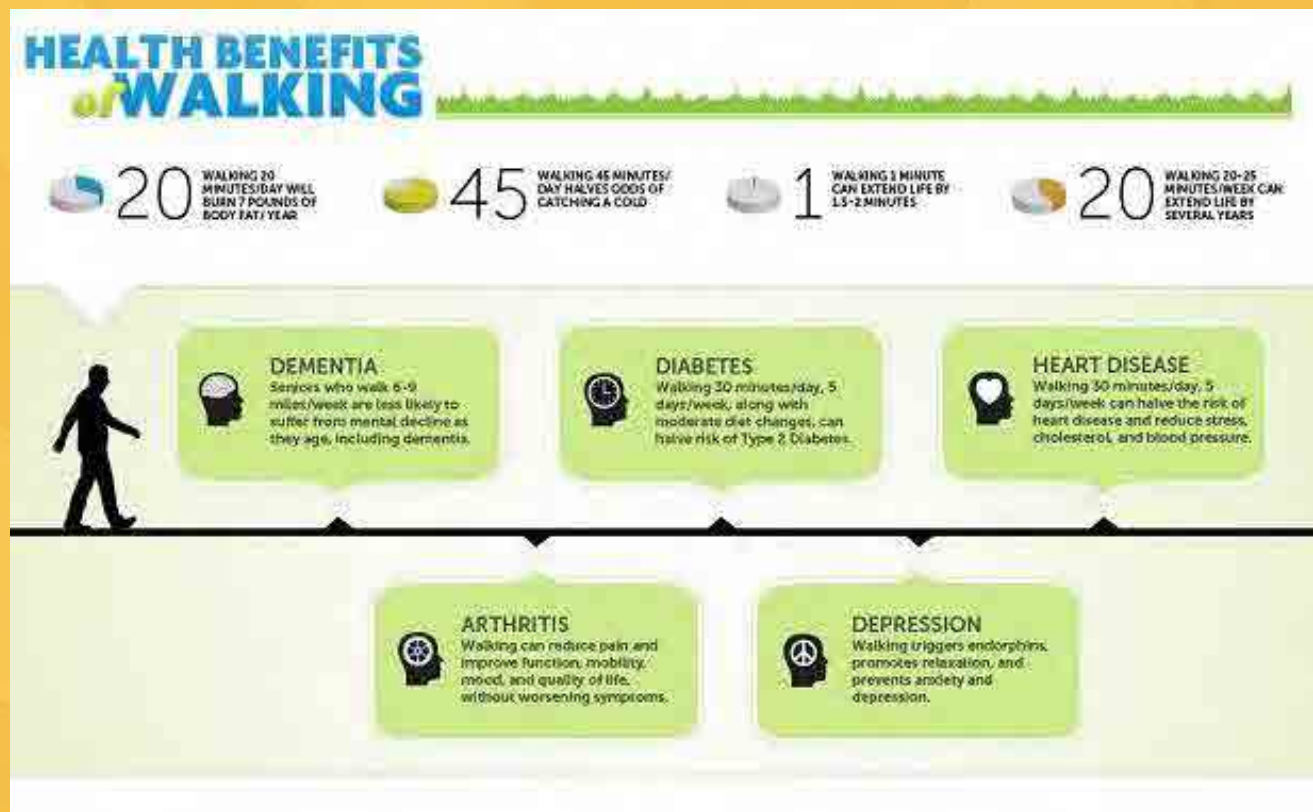 HEALTH BENEFITS
of WALKING
20
WALKING 20
MINUTES/DAY WILL
BURN 7 POUNDS OF
BODY FAT/ YEAR
45
WALKING 45 MINUTES/
DAY HALVES ODDS OF
CATCHING A COLD
1
WALKING 1 MINUTE
CAN EXTEND LIFE BY
1.5-2 MINUTES
20
WALKING 20-25
MINUTES/WEEK CAN
EXTEND LIFE BY
SEVERAL YEARS
DEMENTIA
Seniors who walk 6-9
miles/week are less likely to
suffer from mental decline as
they age, including dementia.
DIABETES
Walking 30 minutes/day, 5
days/week, along with
moderate diet changes, can
halve risk of Type 2 Diabetes.
HEART DISEASE
Walking 30 minutes/day, 5
days/week can halve the risk of
heart disease and reduce stress,
cholesterol, and blood pressure.
ARTHRITIS
Walking can reduce pain and
improve function, mobility,
mood, and quality of life,
without worsening symptoms.
DEPRESSION
Walking triggers endorphins,
promotes relaxation, and
prevents anxiety and
depression.